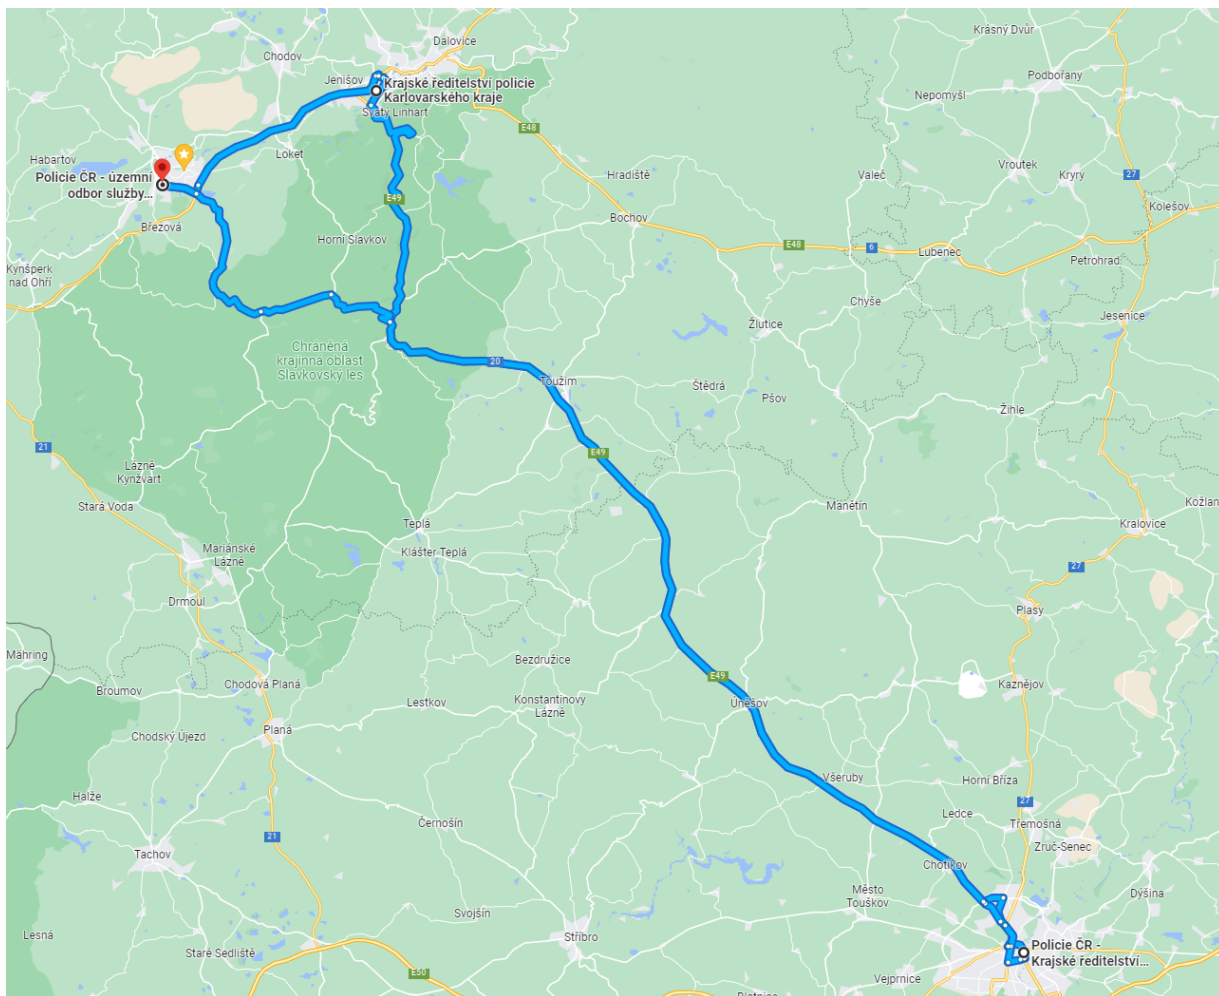 Krásný Dvůr
Dalovice
Chodov
Podbořany
Jenišov
Krajské ředitelství policie
Karlovarského kraje
Nepomyšl
Svatý Linhart
E48
Loket
Habartov
Vroutek
Policie ČR - územní
odbor služby...
Hradiště
Valeč
Kryry
27
E49
Kolešov
Březová
Bochov
Horní Slavkov
E48
6
Lubenec
Petrohrad
Kynšperk
nad Ohří
Chyše
Jesenice
Žlutice
Chráněná
krajinná oblast
Slavkovský les
20
Toužim
Štědrá
Pšov
Žihle
21
E49
Lázně
Kynžvart
Stará Voda
Manětín
Kožlan
Teplá
Kralovice
Mariánské
Lázně
Klášter Teplá
27
Drmoul
Plasy
Mähring
Bezdružice
E49
Chodová Planá
Kaznějov
Broumov
Lestkov
Konstantinovy
Lázně
Únešov
Planá
Chodský Újezd
Všeruby
Horní Bříza
Halže
27
Ledce
Černošín
Třemošná
21
Zruč-Senec
Tachov
Chotíkov
Město
Touškov
Dýšina
Svojšín
Lesná
Stříbro
Policie ČR -
Krajské ředitelství...
Staré Sedliště
E50
Vejprnice